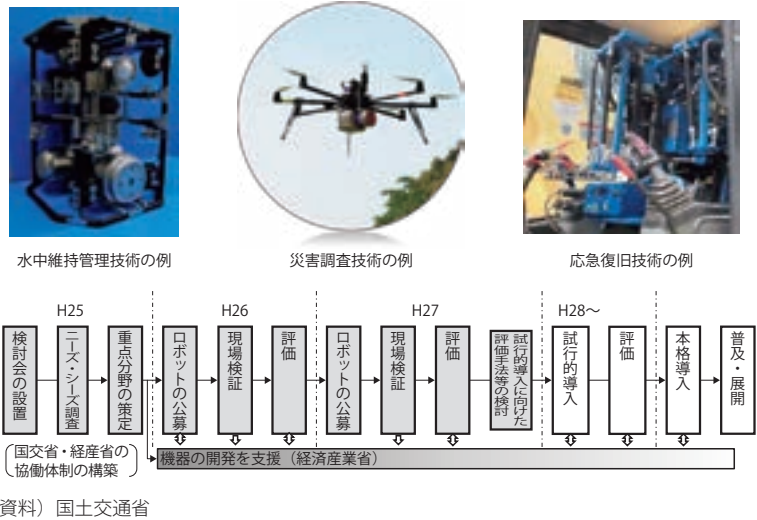 水中維持管理技術の例
災害調査技術の例
応急復旧技術の例
H25
H26
H27
H28～
検討会の設置
ニーズ・シーズ調査
重点分野の策定
ロボットの公募
現場検証
評価
ロボットの公募
現場検証
評価
試行的導入に向けた
評価手法等の検討
試行的導入
評価
本格導入
普及・展開
国交省・経産省の
協働体制の構築
機器の開発を支援（経済産業省）
資料）国土交通省